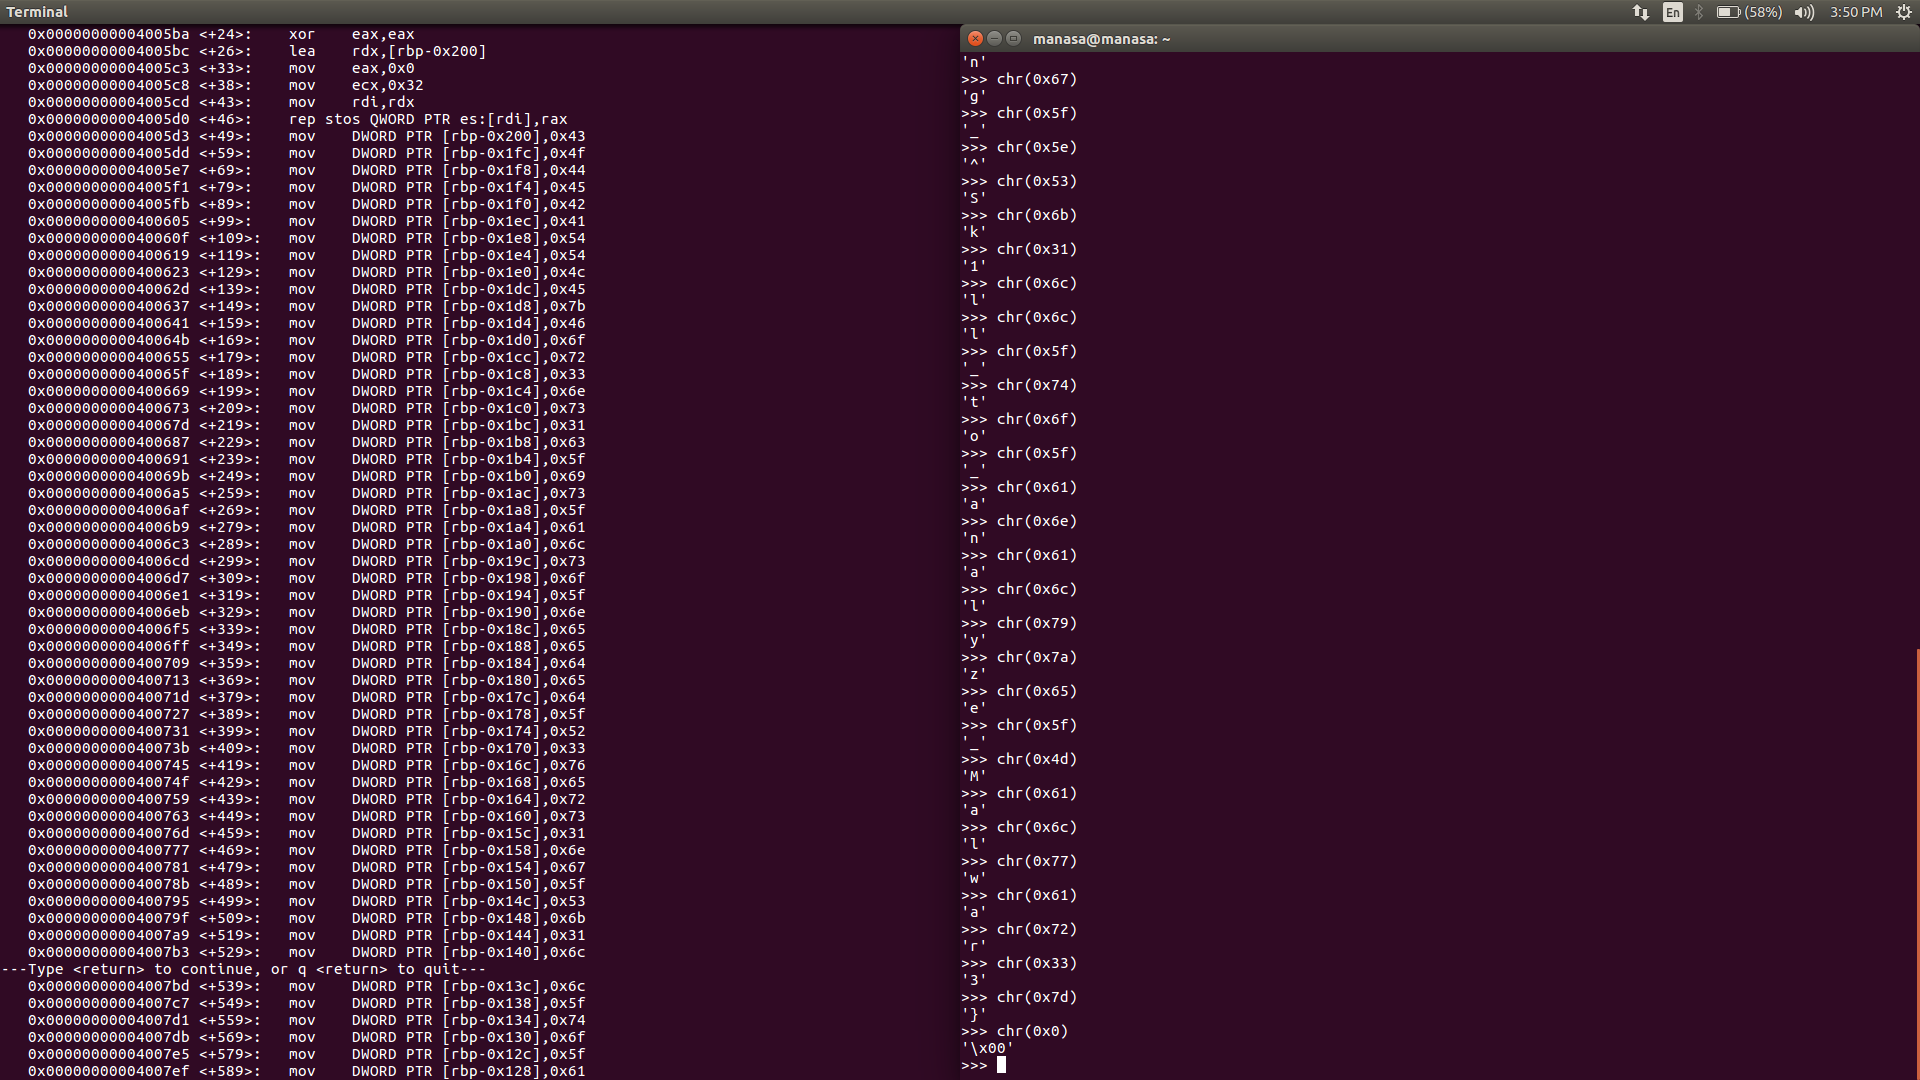 Terminal
En
(58%)
3:50 PM
0x00000000004005ba <+24>: xor eax,eax
0x00000000004005bc <+26>: lea rdx,[rbp-0x200]
0x00000000004005c3 <+33>: mov eax,0x0
0x00000000004005c8 <+38>: mov ecx,0x32
0x00000000004005cd <+43>: mov rdi,rdx
0x00000000004005d0 <+46>: rep stos QWORD PTR es:[rdi],rax
0x00000000004005d3 <+49>: mov DWORD PTR [rbp-0x200],0x43
0x00000000004005dd <+59>: mov DWORD PTR [rbp-0x1fc],0x4f
0x00000000004005e7 <+69>: mov DWORD PTR [rbp-0x1f8],0x44
0x00000000004005f1 <+79>: mov DWORD PTR [rbp-0x1f4],0x45
0x00000000004005fb <+89>: mov DWORD PTR [rbp-0x1f0],0x42
0x0000000000400605 <+99>: mov DWORD PTR [rbp-0x1ec],0x41
0x000000000040060f <+109>: mov DWORD PTR [rbp-0x1e8],0x54
0x0000000000400619 <+119>: mov DWORD PTR [rbp-0x1e4],0x54
0x0000000000400623 <+129>: mov DWORD PTR [rbp-0x1e0],0x4c
0x000000000040062d <+139>: mov DWORD PTR [rbp-0x1dc],0x45
0x0000000000400637 <+149>: mov DWORD PTR [rbp-0x1d8],0x7b
0x0000000000400641 <+159>: mov DWORD PTR [rbp-0x1d4],0x46
0x000000000040064b <+169>: mov DWORD PTR [rbp-0x1d0],0x6f
0x0000000000400655 <+179>: mov DWORD PTR [rbp-0x1cc],0x72
0x000000000040065f <+189>: mov DWORD PTR [rbp-0x1c8],0x33
0x0000000000400669 <+199>: mov DWORD PTR [rbp-0x1c4],0x6e
0x0000000000400673 <+209>: mov DWORD PTR [rbp-0x1c0],0x73
0x000000000040067d <+219>: mov DWORD PTR [rbp-0x1bc],0x31
0x0000000000400687 <+229>: mov DWORD PTR [rbp-0x1b8],0x63
0x0000000000400691 <+239>: mov DWORD PTR [rbp-0x1b4],0x5f
0x000000000040069b <+249>: mov DWORD PTR [rbp-0x1b0],0x69
0x00000000004006a5 <+259>: mov DWORD PTR [rbp-0x1ac],0x73
0x00000000004006af <+269>: mov DWORD PTR [rbp-0x1a8],0x5f
0x00000000004006b9 <+279>: mov DWORD PTR [rbp-0x1a4],0x61
0x00000000004006c3 <+289>: mov DWORD PTR [rbp-0x1a0],0x6c
0x00000000004006cd <+299>: mov DWORD PTR [rbp-0x19c],0x73
0x00000000004006d7 <+309>: mov DWORD PTR [rbp-0x198],0x6f
0x00000000004006e1 <+319>: mov DWORD PTR [rbp-0x194],0x5f
0x00000000004006eb <+329>: mov DWORD PTR [rbp-0x190],0x6e
0x00000000004006f5 <+339>: mov DWORD PTR [rbp-0x18c],0x65
0x00000000004006ff <+349>: mov DWORD PTR [rbp-0x188],0x65
0x0000000000400709 <+359>: mov DWORD PTR [rbp-0x184],0x64
0x0000000000400713 <+369>: mov DWORD PTR [rbp-0x180],0x65
0x000000000040071d <+379>: mov DWORD PTR [rbp-0x17c],0x64
0x0000000000400727 <+389>: mov DWORD PTR [rbp-0x178],0x5f
0x0000000000400731 <+399>: mov DWORD PTR [rbp-0x174],0x52
0x000000000040073b <+409>: mov DWORD PTR [rbp-0x170],0x33
0x0000000000400745 <+419>: mov DWORD PTR [rbp-0x16c],0x76
0x000000000040074f <+429>: mov DWORD PTR [rbp-0x168],0x65
0x0000000000400759 <+439>: mov DWORD PTR [rbp-0x164],0x72
0x0000000000400763 <+449>: mov DWORD PTR [rbp-0x160],0x73
0x000000000040076d <+459>: mov DWORD PTR [rbp-0x15c],0x31
0x0000000000400777 <+469>: mov DWORD PTR [rbp-0x158],0x6e
0x0000000000400781 <+479>: mov DWORD PTR [rbp-0x154],0x67
0x000000000040078b <+489>: mov DWORD PTR [rbp-0x150],0x5f
0x0000000000400795 <+499>: mov DWORD PTR [rbp-0x14c],0x53
0x000000000040079f <+509>: mov DWORD PTR [rbp-0x148],0x6b
0x00000000004007a9 <+519>: mov DWORD PTR [rbp-0x144],0x31
0x00000000004007b3 <+529>: mov DWORD PTR [rbp-0x140],0x6c
---Type <return> to continue, or q <return> to quit---
0x00000000004007bd <+539>: mov DWORD PTR [rbp-0x13c],0x6c
0x00000000004007c7 <+549>: mov DWORD PTR [rbp-0x138],0x5f
0x00000000004007d1 <+559>: mov DWORD PTR [rbp-0x134],0x74
0x00000000004007db <+569>: mov DWORD PTR [rbp-0x130],0x6f
0x00000000004007e5 <+579>: mov DWORD PTR [rbp-0x12c],0x5f
0x00000000004007ef <+589>: mov DWORD PTR [rbp-0x128],0x61
manasa@manasa: ~
'n'
>>> chr(0x67)
'g'
>>> chr(0x5f)
'_'
>>> chr(0x5e)
'^'
>>> chr(0x53)
'S'
>>> chr(0x6b)
'k'
>>> chr(0x31)
'1'
>>> chr(0x6c)
'l'
>>> chr(0x6c)
'l'
>>> chr(0x5f)
'_'
>>> chr(0x74)
't'
>>> chr(0x6f)
'o'
>>> chr(0x5f)
'_'
>>> chr(0x61)
'a'
>>> chr(0x6e)
'n'
>>> chr(0x61)
'a'
>>> chr(0x6c)
'l'
>>> chr(0x79)
'y'
>>> chr(0x7a)
'z'
>>> chr(0x65)
'e'
>>> chr(0x5f)
'_'
>>> chr(0x4d)
'M'
>>> chr(0x61)
'a'
>>> chr(0x6c)
'l'
>>> chr(0x77)
'w'
>>> chr(0x61)
'a'
>>> chr(0x72)
'r'
>>> chr(0x33)
'3'
>>> chr(0x7d)
'}'
>>> chr(0x0)
'\x00'
>>>